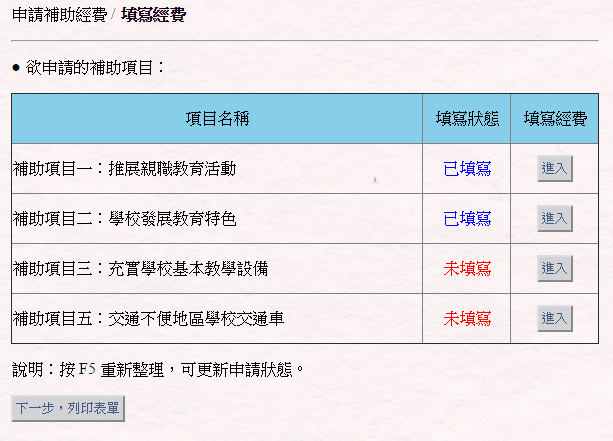 申請補助經費 / 填寫經費
● 欲申請的補助項目：
項目名稱 填寫狀態 填寫經費
補助項目一：推展親職教育活動 已填寫 進入
補助項目二：學校發展教育特色 已填寫 進入
補助項目三：充實學校基本教學設備 未填寫 進入
補助項目五：交通不便地區學校交通車 未填寫 進入
說明：按 F5 重新整理，可更新申請狀態。
下一步，列印表單